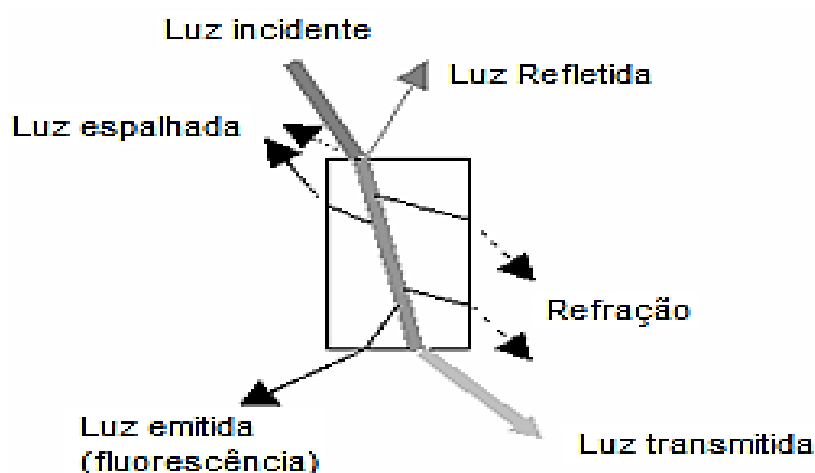 Luz incidente
Luz Refletida
Luz espalhada
Refração
Luz emitida
(fluorescência)
Luz transmitida